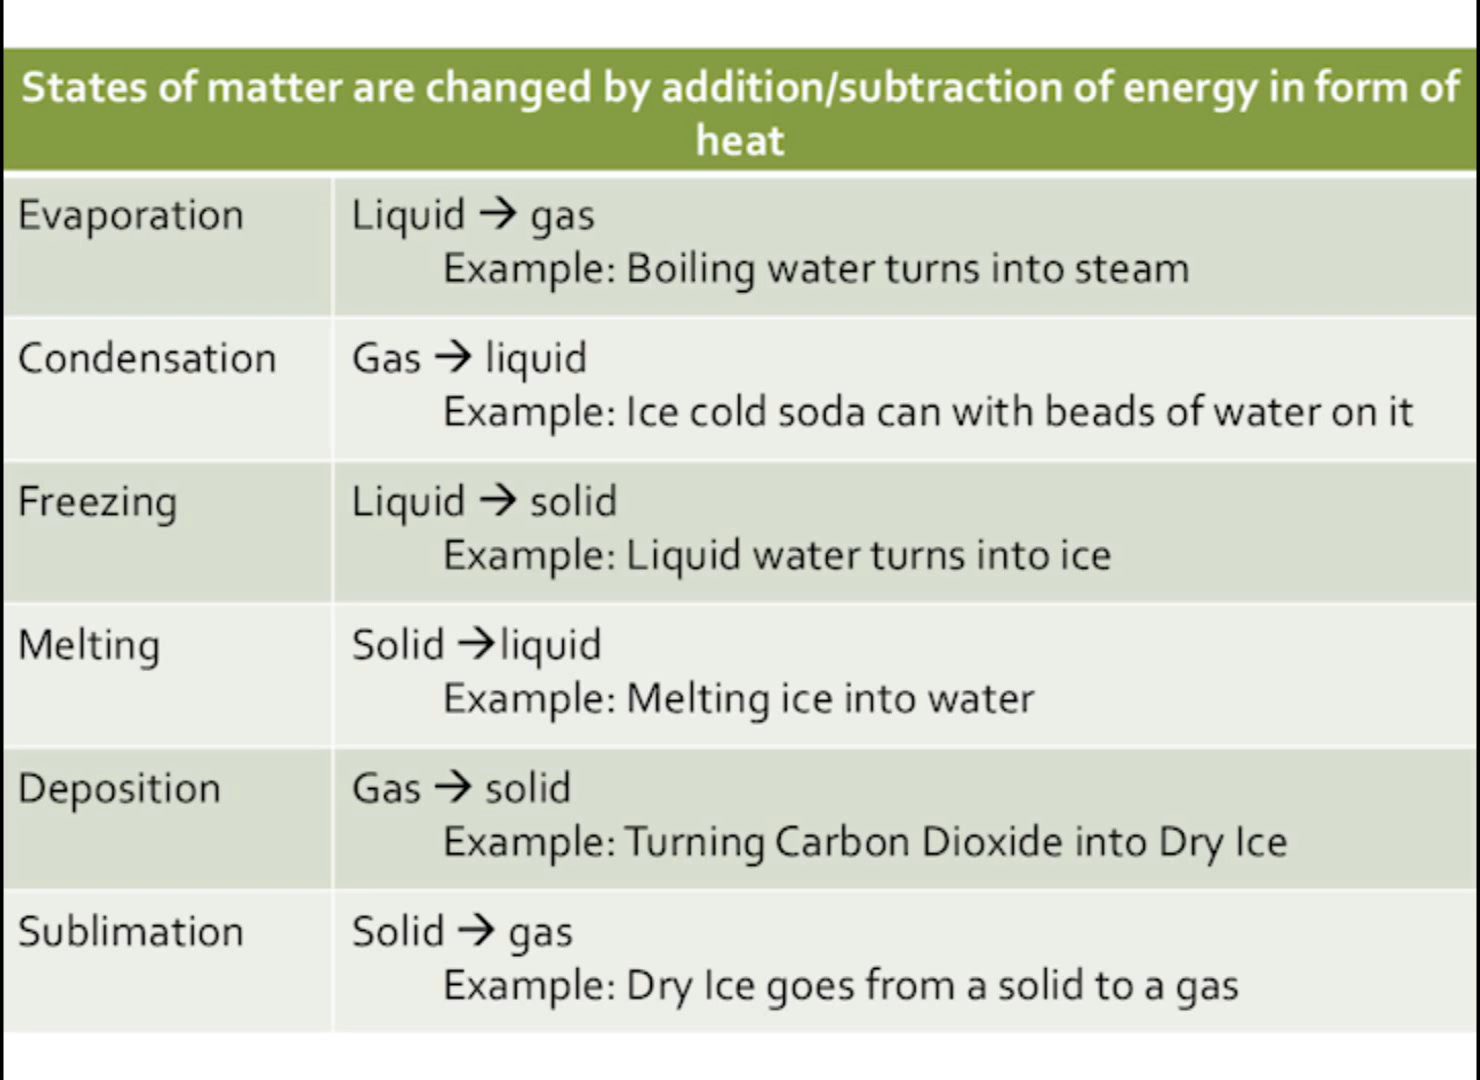 States of matter are changed by addition/subtraction of energy in form of
heat
Evaporation
Liquid → gas
Example: Boiling water turns into steam
Condensation
Gas → liquid
Example: Ice cold soda can with beads of water on it
Freezing
Liquid → solid
Example: Liquid water turns into ice
Melting
Solid →liquid
Example: Melting ice into water
Deposition
Gas → solid
Example: Turning Carbon Dioxide into Dry Ice
Sublimation
Solid → gas
Example: Dry Ice goes from a solid to a gas